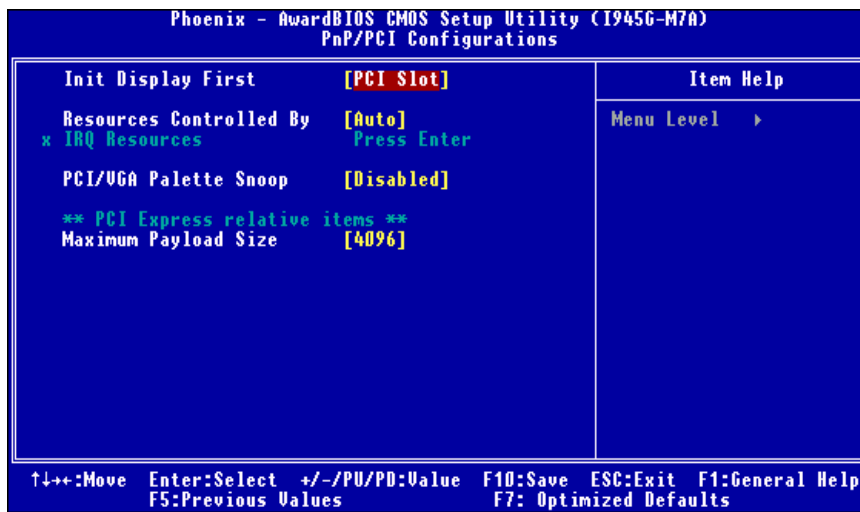 Phoenix - AwardBIOS CMOS Setup Utility (I945G-M7A)
PnP/PCI Configurations
Init Display First [PCI Slot]
Item Help
Resources Controlled By [Auto]
Menu Level ▸
x IRQ Resources Press Enter
PCI/VGA Palette Snoop [Disabled]
** PCI Express relative items **
Maximum Payload Size [4096]
↑↓→←:Move Enter:Select +/-/PU/PD:Value F10:Save ESC:Exit F1:General Help
F5:Previous Values F7: Optimized Defaults